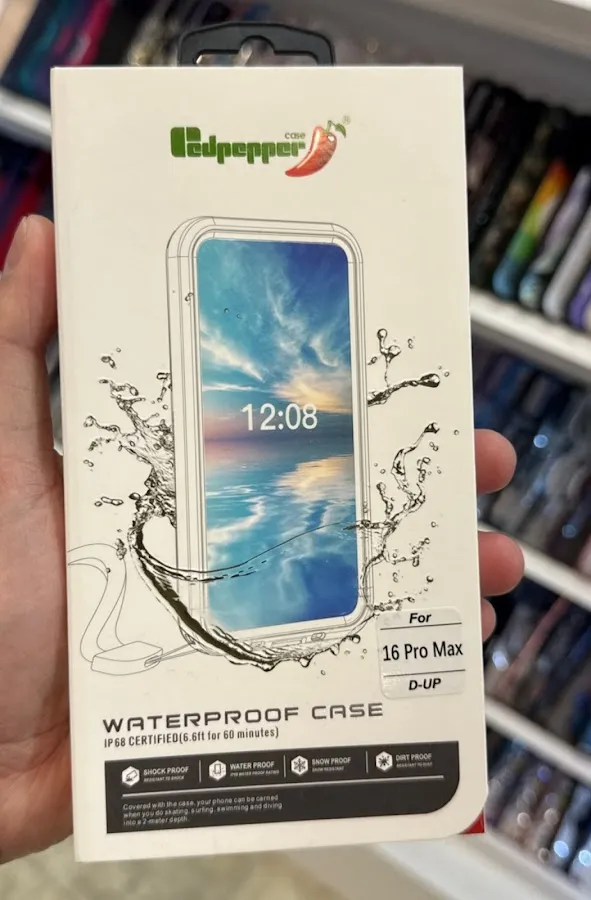 case
Redpepper
®
12:08
For
16 Pro Max
D-UP
WATERPROOF CASE
IP68 CERTIFIED(6.6ft for 60 minutes)
SHOCK PROOF
WATER PROOF
SNOW PROOF
DIRT PROOF
Covered with the case, your phone can be carried
when you do skating, surfing, swimming and diving
into a 2-meter depth.